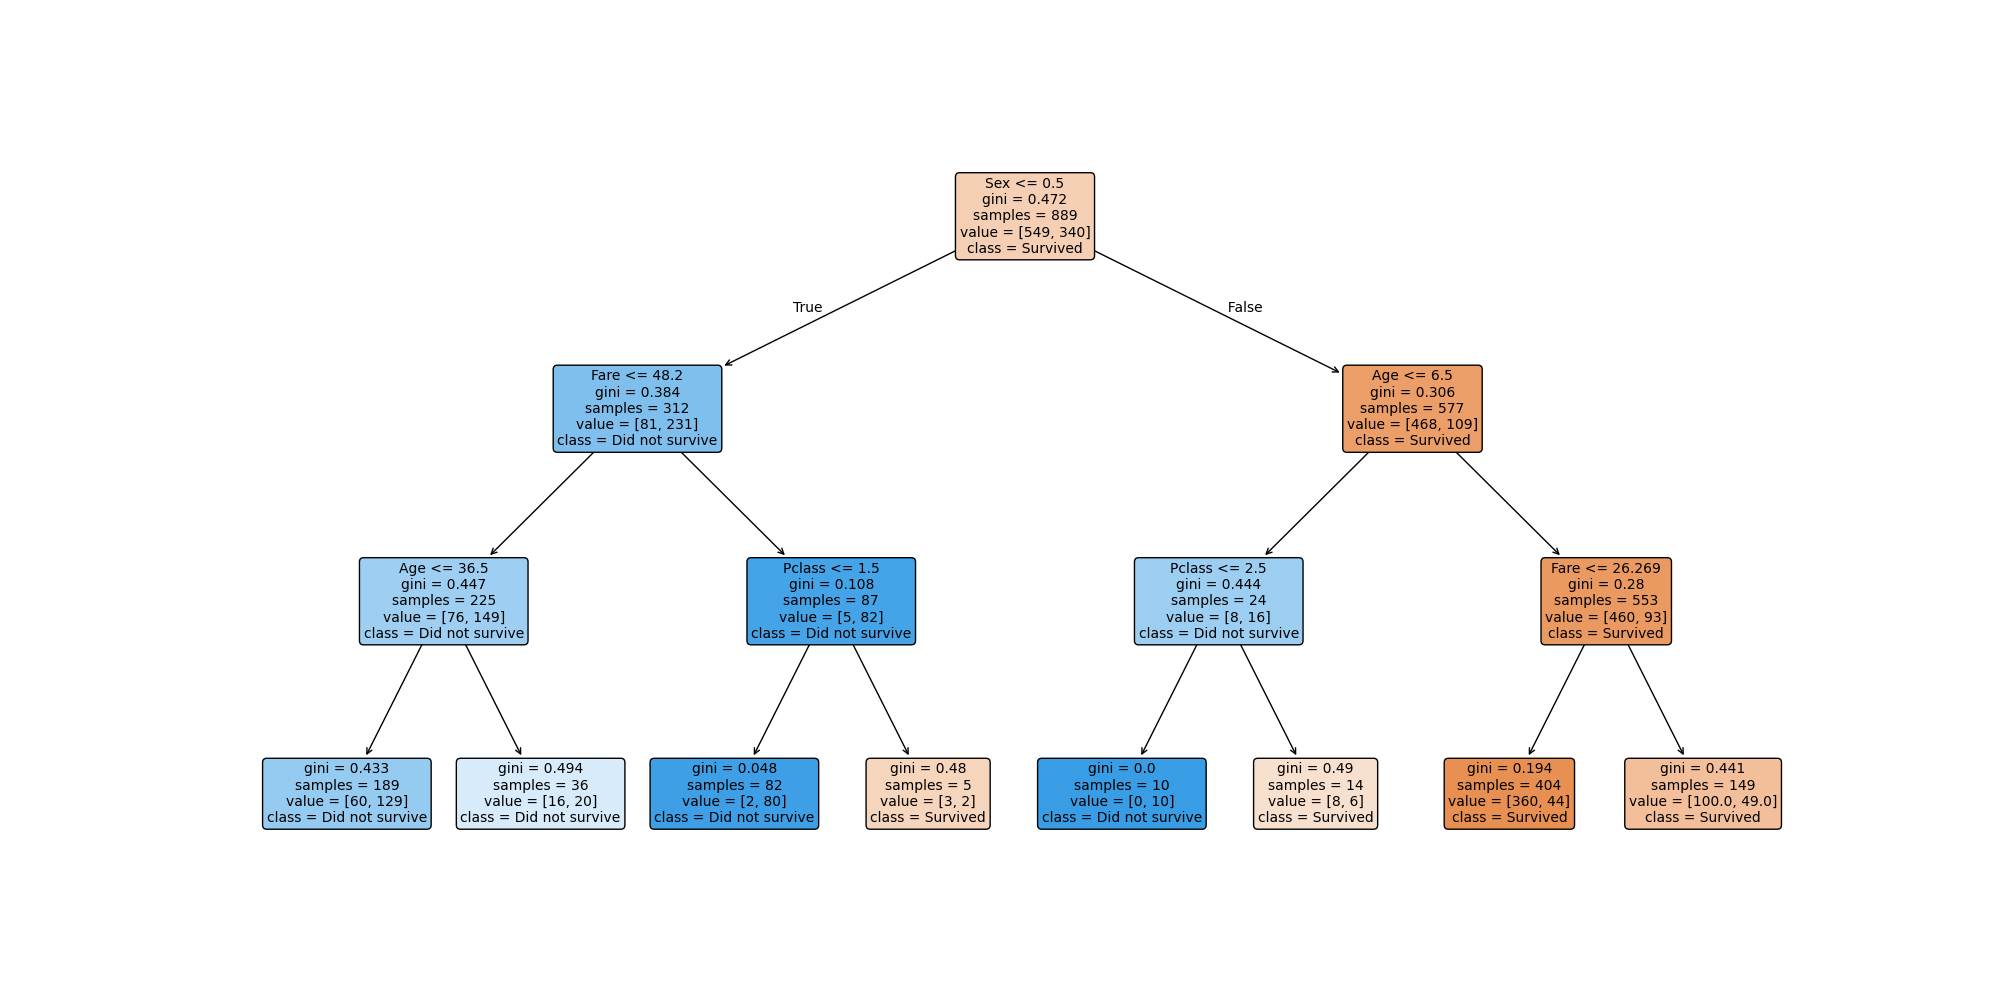 Sex <= 0.5
gini = 0.472
samples = 889
value = [549, 340]
class = Survived
True
False
Fare <= 48.2
gini = 0.384
samples = 312
value = [81, 231]
class = Did not survive
Age <= 6.5
gini = 0.306
samples = 577
value = [468, 109]
class = Survived
Age <= 36.5
gini = 0.447
samples = 225
value = [76, 149]
class = Did not survive
Pclass <= 1.5
gini = 0.108
samples = 87
value = [5, 82]
class = Did not survive
Pclass <= 2.5
gini = 0.444
samples = 24
value = [8, 16]
class = Did not survive
Fare <= 26.269
gini = 0.28
samples = 553
value = [460, 93]
class = Survived
gini = 0.433
samples = 189
value = [60, 129]
class = Did not survive
gini = 0.494
samples = 36
value = [16, 20]
class = Did not survive
gini = 0.048
samples = 82
value = [2, 80]
class = Did not survive
gini = 0.48
samples = 5
value = [3, 2]
class = Survived
gini = 0.0
samples = 10
value = [0, 10]
class = Did not survive
gini = 0.49
samples = 14
value = [8, 6]
class = Survived
gini = 0.194
samples = 404
value = [360, 44]
class = Survived
gini = 0.441
samples = 149
value = [100.0, 49.0]
class = Survived